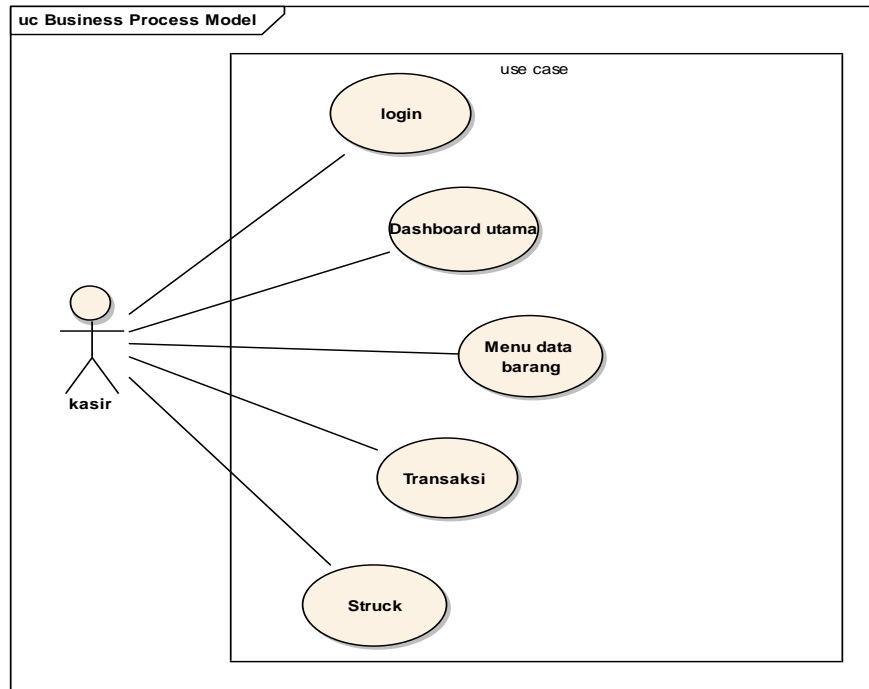 uc Business Process Model
use case
login
Dashboard utama
Menu data
barang
kasir
Transaksi
Struck